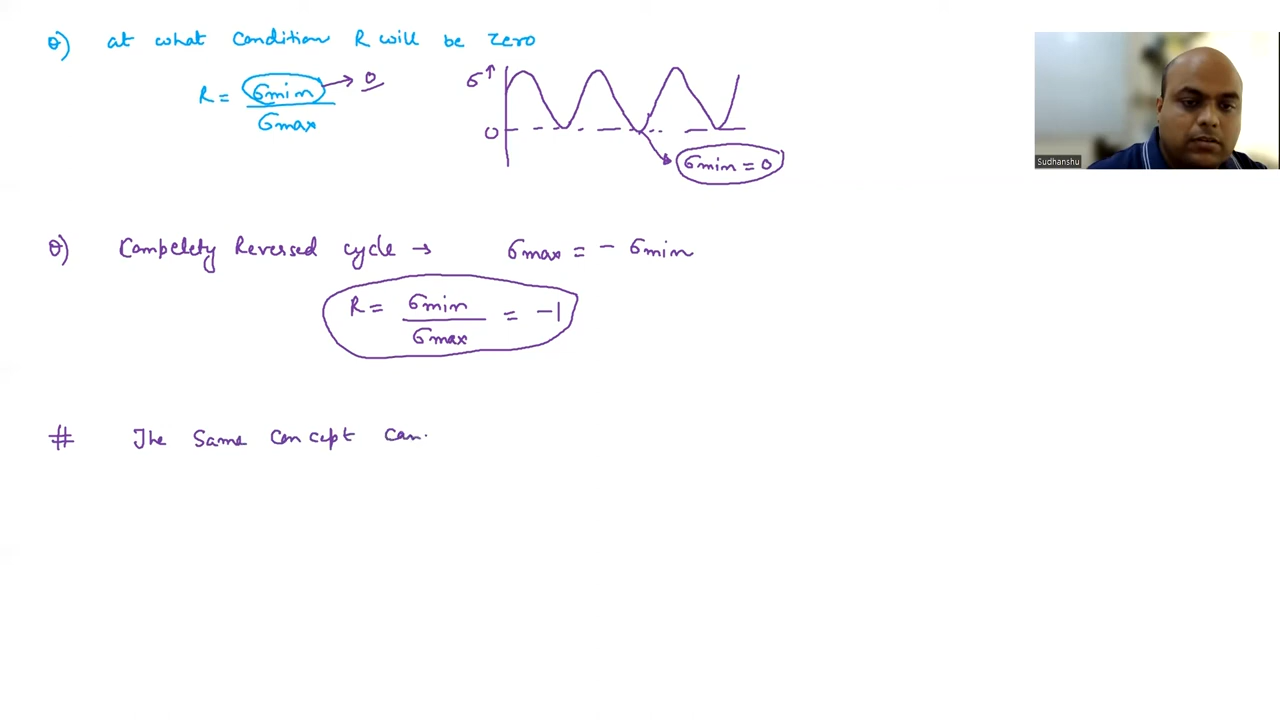 Q) at what condition R will be zero
R = σmin / σmax → 0
σ↑
0
σmin = 0
Q) Compelety Reversed cycle → σmax = - σmin
R = σmin / σmax = -1
# The Same Concept can.
Sudhanshu